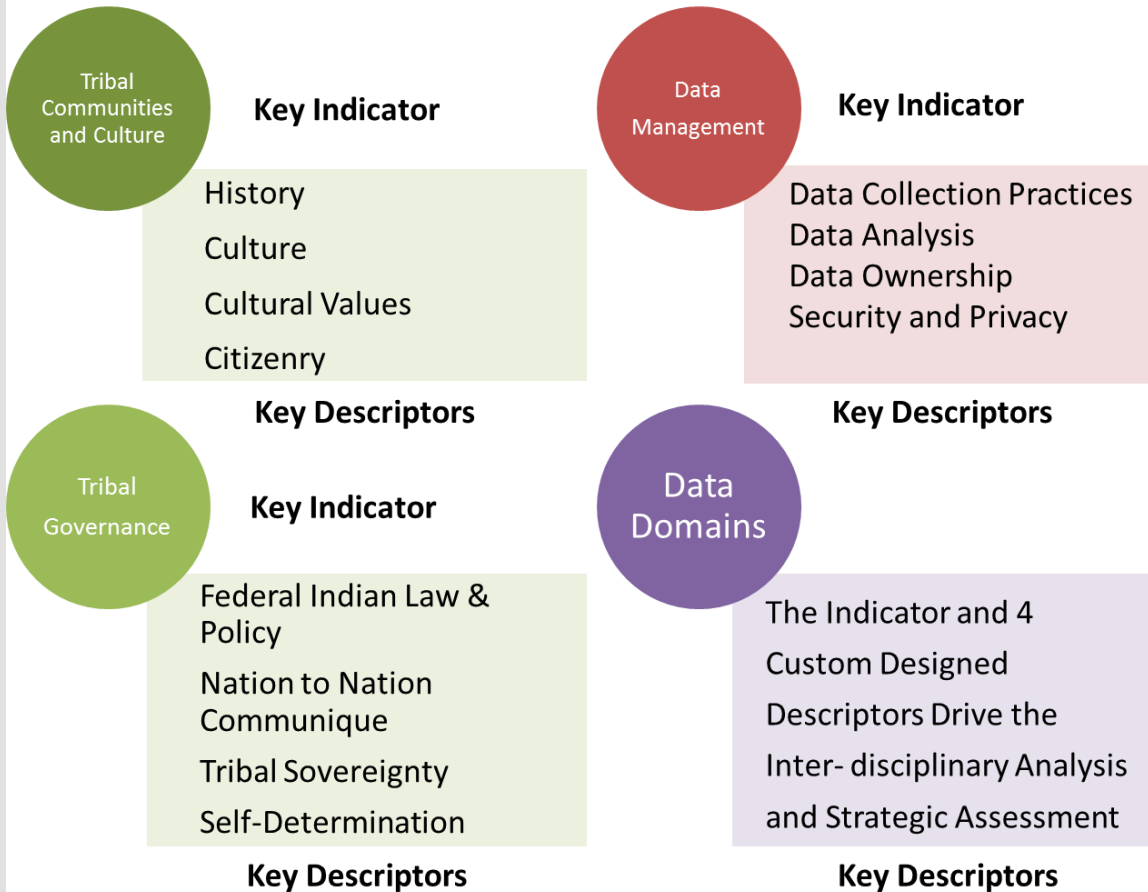 Tribal
Communities
and Culture
Key Indicator
History
Culture
Cultural Values
Citizenry
Key Descriptors
Data
Management
Key Indicator
Data Collection Practices
Data Analysis
Data Ownership
Security and Privacy
Key Descriptors
Tribal
Governance
Key Indicator
Federal Indian Law &
Policy
Nation to Nation
Communique
Tribal Sovereignty
Self-Determination
Key Descriptors
Data
Domains
The Indicator and 4
Custom Designed
Descriptors Drive the
Inter- disciplinary Analysis
and Strategic Assessment
Key Descriptors